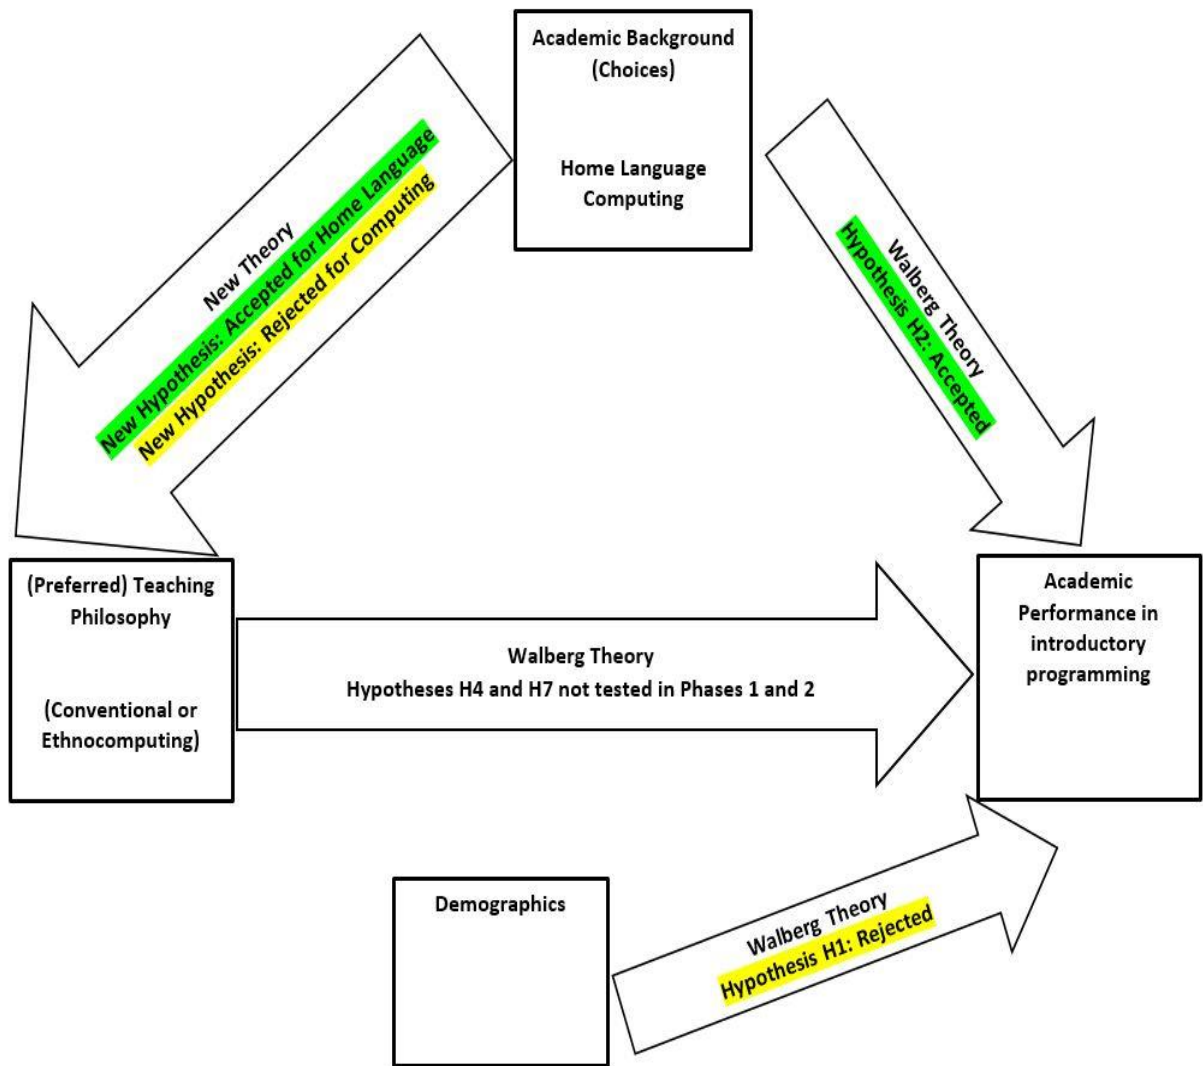 Academic Background
(Choices)
Home Language
Computing
New Theory
New Hypothesis: Accepted for Home Language
New Hypothesis: Rejected for Computing
Walberg Theory
Hypothesis H2: Accepted
(Preferred) Teaching
Philosophy
(Conventional or
Ethnocomputing)
Walberg Theory
Hypotheses H4 and H7 not tested in Phases 1 and 2
Academic
Performance in
introductory
programming
Demographics
Walberg Theory
Hypothesis H1: Rejected